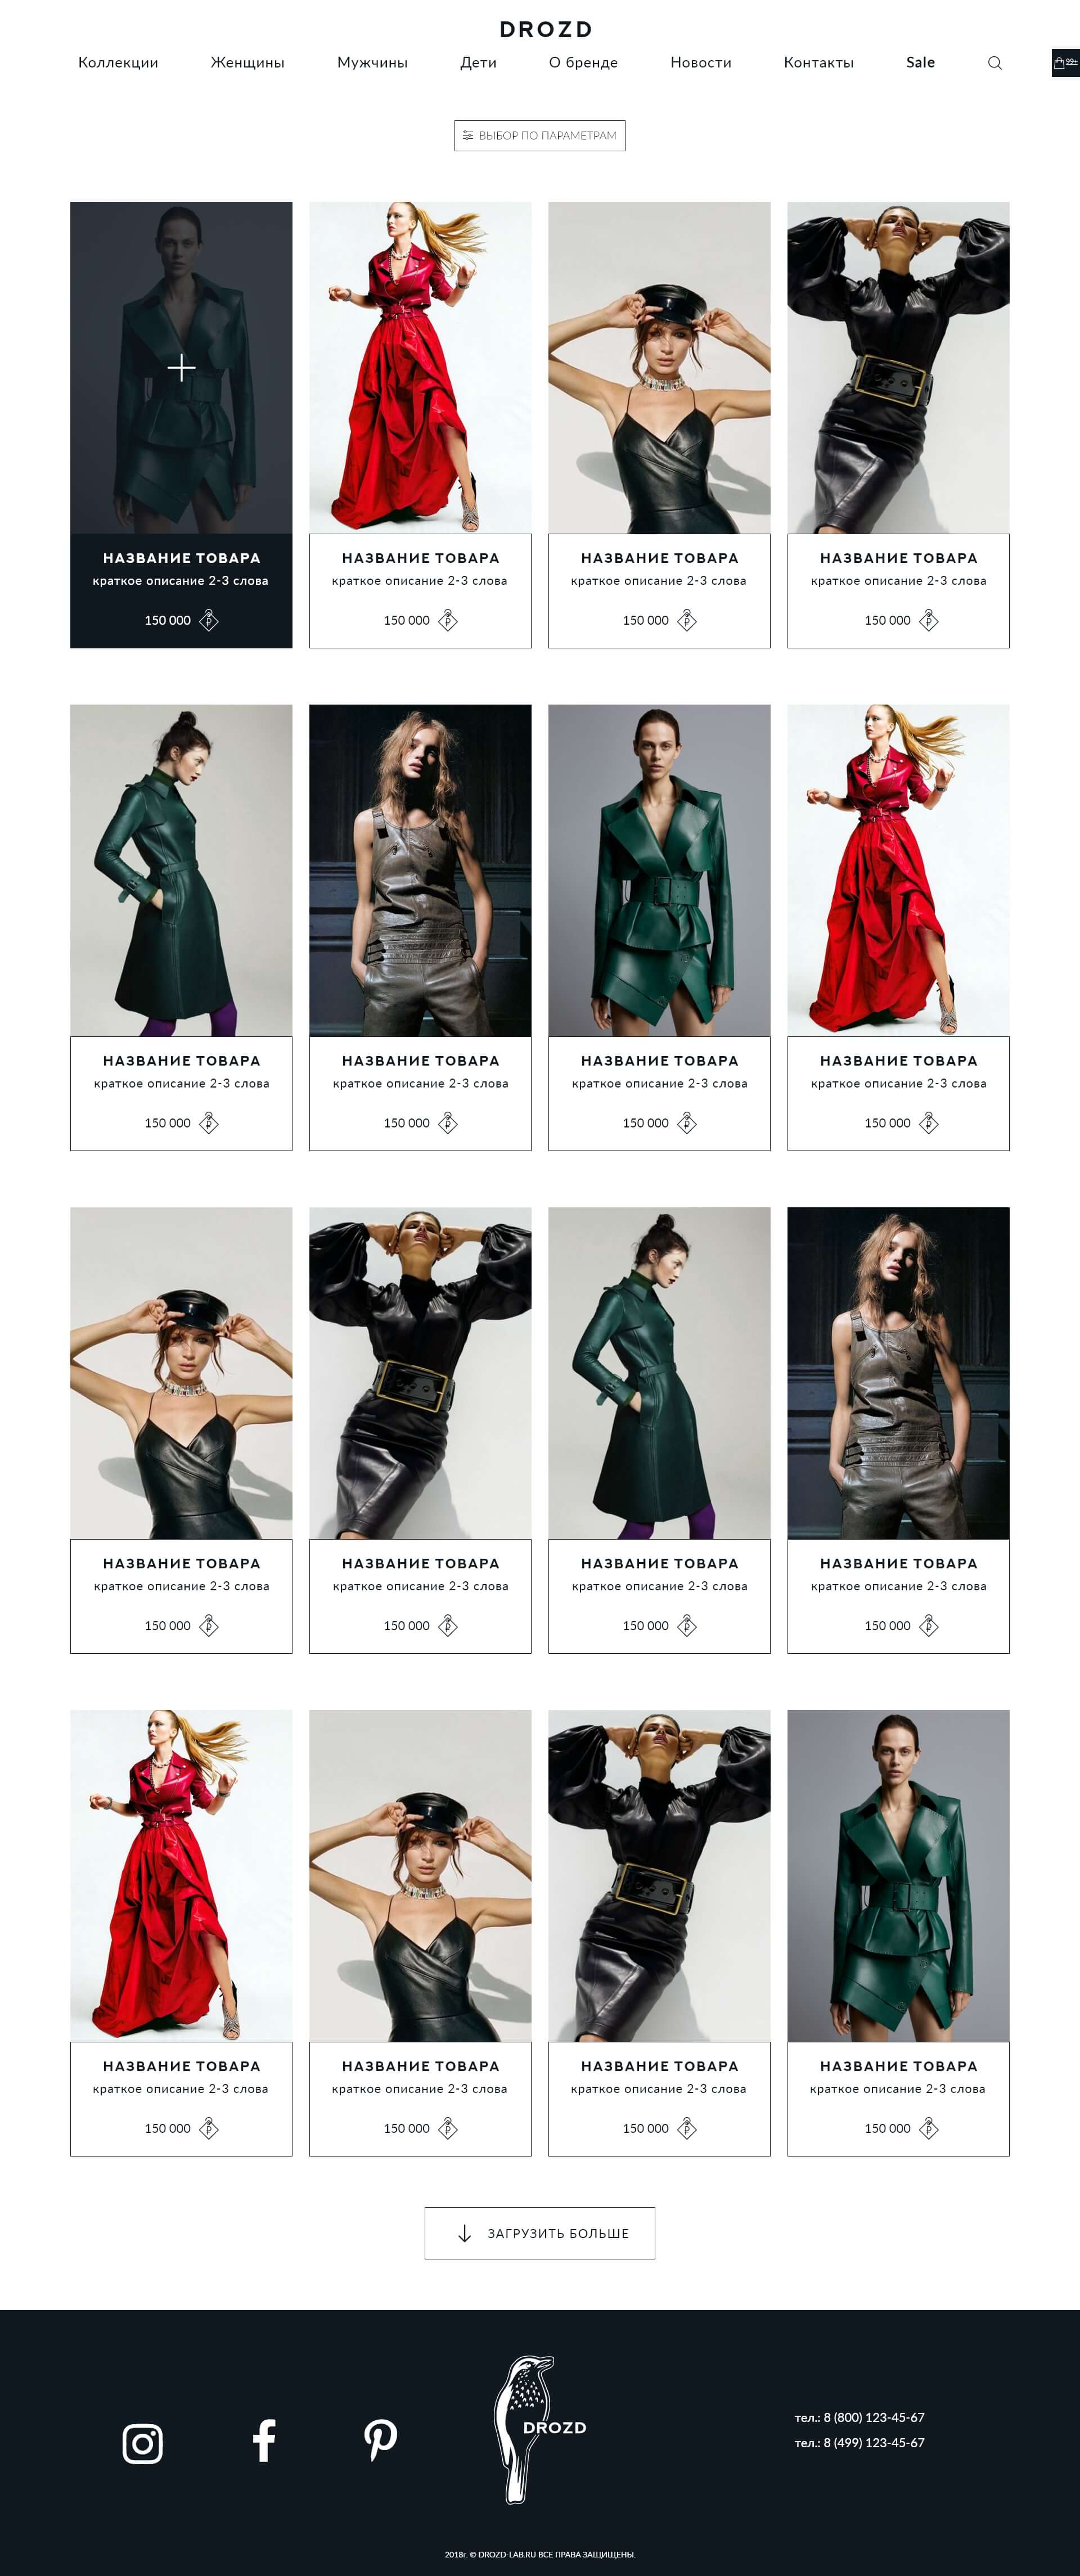 DROZD
Коллекции Женщины Мужчины Дети О бренде Новости Контакты Sale 99+
ВЫБОР ПО ПАРАМЕТРАМ
НАЗВАНИЕ ТОВАРА НАЗВАНИЕ ТОВАРА НАЗВАНИЕ ТОВАРА НАЗВАНИЕ ТОВАРА
краткое описание 2-3 слова краткое описание 2-3 слова краткое описание 2-3 слова краткое описание 2-3 слова
150 000 ₽ 150 000 ₽ 150 000 ₽ 150 000 ₽
НАЗВАНИЕ ТОВАРА НАЗВАНИЕ ТОВАРА НАЗВАНИЕ ТОВАРА НАЗВАНИЕ ТОВАРА
краткое описание 2-3 слова краткое описание 2-3 слова краткое описание 2-3 слова краткое описание 2-3 слова
150 000 ₽ 150 000 ₽ 150 000 ₽ 150 000 ₽
НАЗВАНИЕ ТОВАРА НАЗВАНИЕ ТОВАРА НАЗВАНИЕ ТОВАРА НАЗВАНИЕ ТОВАРА
краткое описание 2-3 слова краткое описание 2-3 слова краткое описание 2-3 слова краткое описание 2-3 слова
150 000 ₽ 150 000 ₽ 150 000 ₽ 150 000 ₽
НАЗВАНИЕ ТОВАРА НАЗВАНИЕ ТОВАРА НАЗВАНИЕ ТОВАРА НАЗВАНИЕ ТОВАРА
краткое описание 2-3 слова краткое описание 2-3 слова краткое описание 2-3 слова краткое описание 2-3 слова
150 000 ₽ 150 000 ₽ 150 000 ₽ 150 000 ₽
ЗАГРУЗИТЬ БОЛЬШЕ
DROZD
тел.: 8 (800) 123-45-67
тел.: 8 (499) 123-45-67
2018г. © DROZD-LAB.RU ВСЕ ПРАВА ЗАЩИЩЕНЫ.